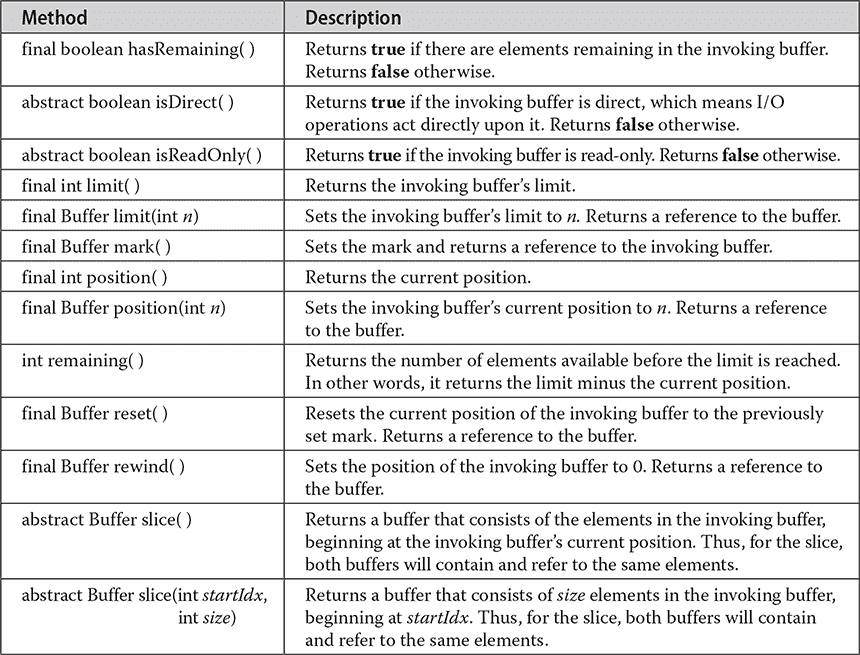 Method Description
final boolean hasRemaining( ) Returns true if there are elements remaining in the invoking buffer.
Returns false otherwise.
abstract boolean isDirect( ) Returns true if the invoking buffer is direct, which means I/O
operations act directly upon it. Returns false otherwise.
abstract boolean isReadOnly( ) Returns true if the invoking buffer is read-only. Returns false otherwise.
final int limit( ) Returns the invoking buffer’s limit.
final Buffer limit(int n) Sets the invoking buffer’s limit to n. Returns a reference to the buffer.
final Buffer mark( ) Sets the mark and returns a reference to the invoking buffer.
final int position( ) Returns the current position.
final Buffer position(int n) Sets the invoking buffer’s current position to n. Returns a reference
to the buffer.
int remaining( ) Returns the number of elements available before the limit is reached.
In other words, it returns the limit minus the current position.
final Buffer reset( ) Resets the current position of the invoking buffer to the previously
set mark. Returns a reference to the buffer.
final Buffer rewind( ) Sets the position of the invoking buffer to 0. Returns a reference to
the buffer.
abstract Buffer slice( ) Returns a buffer that consists of the elements in the invoking buffer,
beginning at the invoking buffer’s current position. Thus, for the slice,
both buffers will contain and refer to the same elements.
abstract Buffer slice(int startIdx, Returns a buffer that consists of size elements in the invoking buffer,
int size) beginning at startIdx. Thus, for the slice, both buffers will contain
and refer to the same elements.